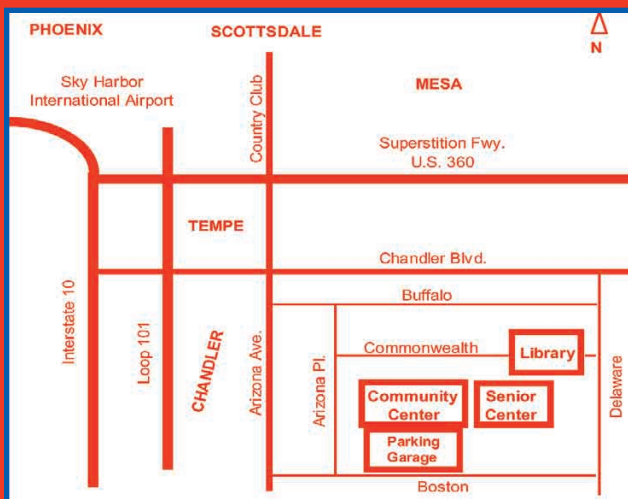 PHOENIX
SCOTTSDALE
N
Sky Harbor
International Airport
MESA
Country Club
Superstition Fwy.
U.S. 360
TEMPE
Chandler Blvd.
Buffalo
Interstate 10
Loop 101
CHANDLER
Arizona Ave.
Arizona Pl.
Commonwealth
Library
Delaware
Community
Center
Senior
Center
Parking
Garage
Boston